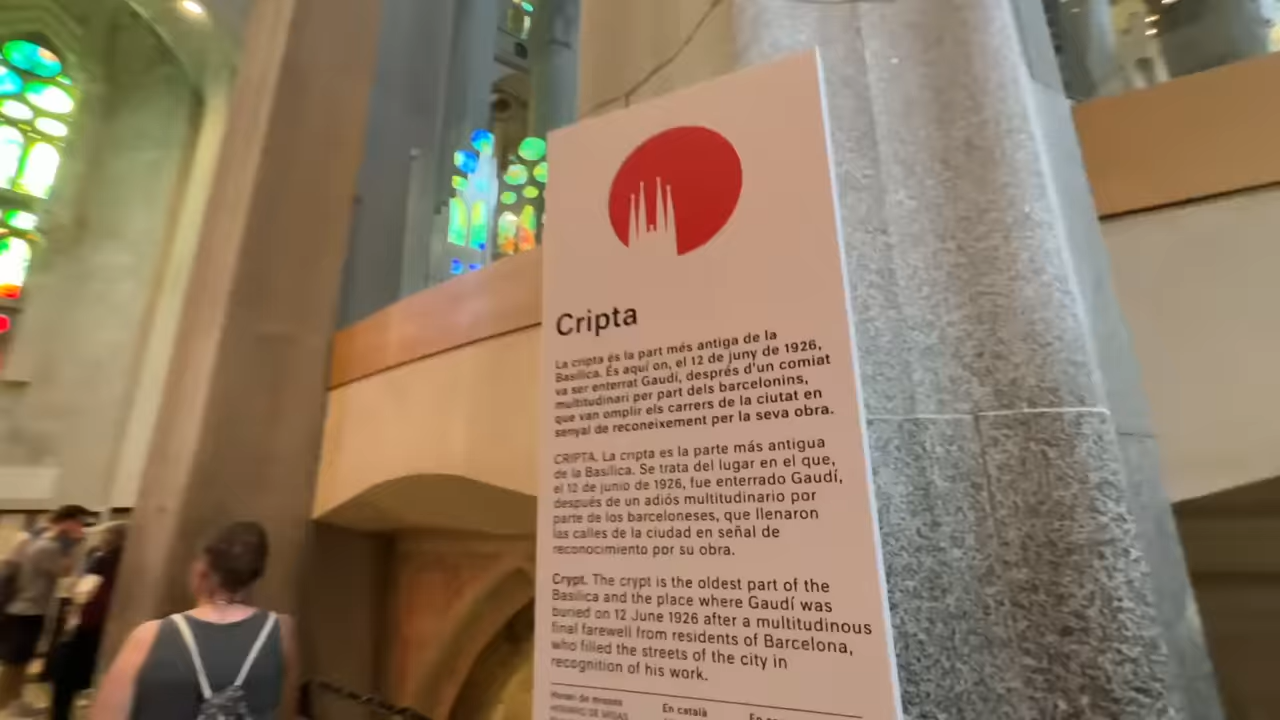 Cripta
La cripta és la part més antiga de la
Basílica. És aquí on, el 12 de juny de 1926,
va ser enterrat Gaudí, després d'un comiat
multitudinari per part dels barcelonins,
que van omplir els carrers de la ciutat en
senyal de reconeixement per la seva obra.
CRIPTA. La cripta es la parte más antigua
de la Basílica. Se trata del lugar en el que,
el 12 de junio de 1926, fue enterrado Gaudí,
después de un adiós multitudinario por
parte de los barceloneses, que llenaron
las calles de la ciudad en señal de
reconocimiento por su obra.
Crypt. The crypt is the oldest part of the
Basilica and the place where Gaudí was
buried on 12 June 1926 after a multitudinous
final farewell from residents of Barcelona,
who filled the streets of the city in
recognition of his work.
Horari de misses
HORARIO DE MISAS
En català